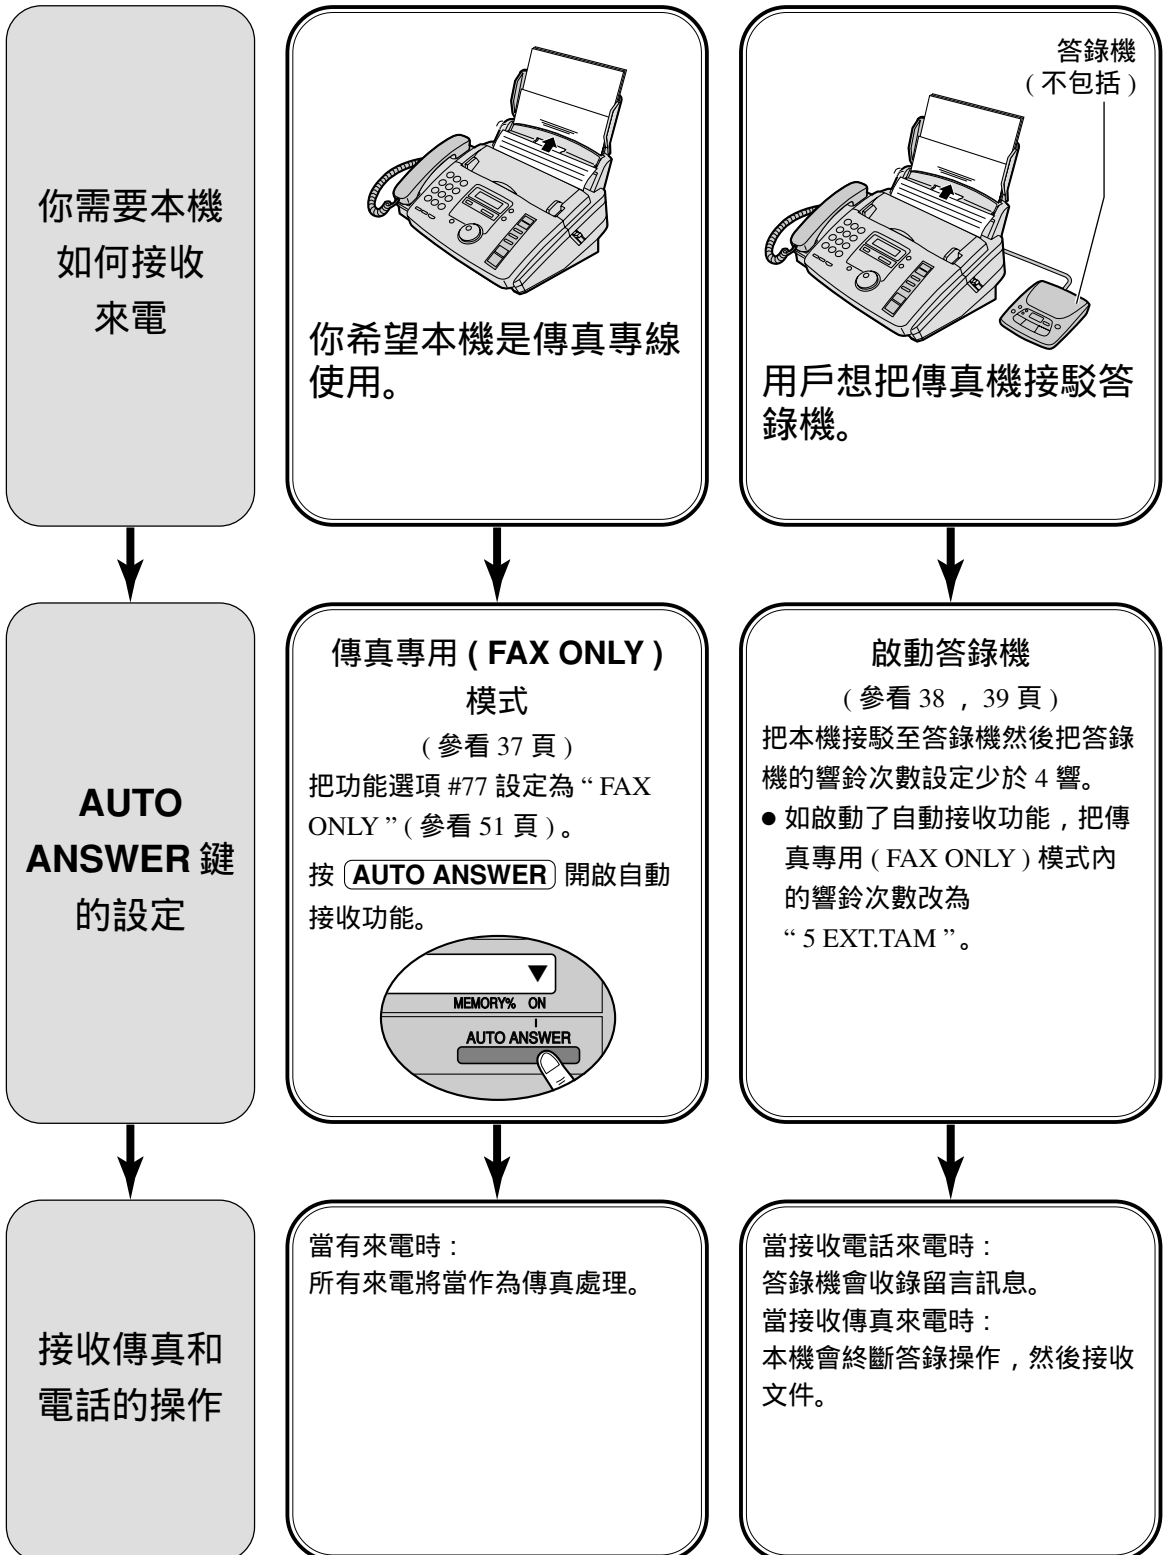 你需要本機
如何接收
來電
你希望本機是傳真專線
使用。
答錄機
( 不包括 )
用戶想把傳真機接駁答
錄機。
AUTO
ANSWER 鍵
的設定
傳真專用 ( FAX ONLY )
模式
( 參看 37 頁 )
把功能選項 #77 設定為 “ FAX
ONLY ” ( 參看 51 頁 ) 。
按 AUTO ANSWER 開啟自動
接收功能。
MEMORY% ON
AUTO ANSWER
啟動答錄機
( 參看 38 , 39 頁 )
把本機接駁至答錄機然後把答錄
機的響鈴次數設定少於 4 響。
● 如啟動了自動接收功能 , 把傳
真專用 ( FAX ONLY ) 模式內
的響鈴次數改為
“ 5 EXT.TAM ” 。
接收傳真和
電話的操作
當有來電時 :
所有來電將當作為傳真處理。
當接收電話來電時 :
答錄機會收錄留言訊息。
當接收傳真來電時 :
本機會終斷答錄操作 , 然後接收
文件。